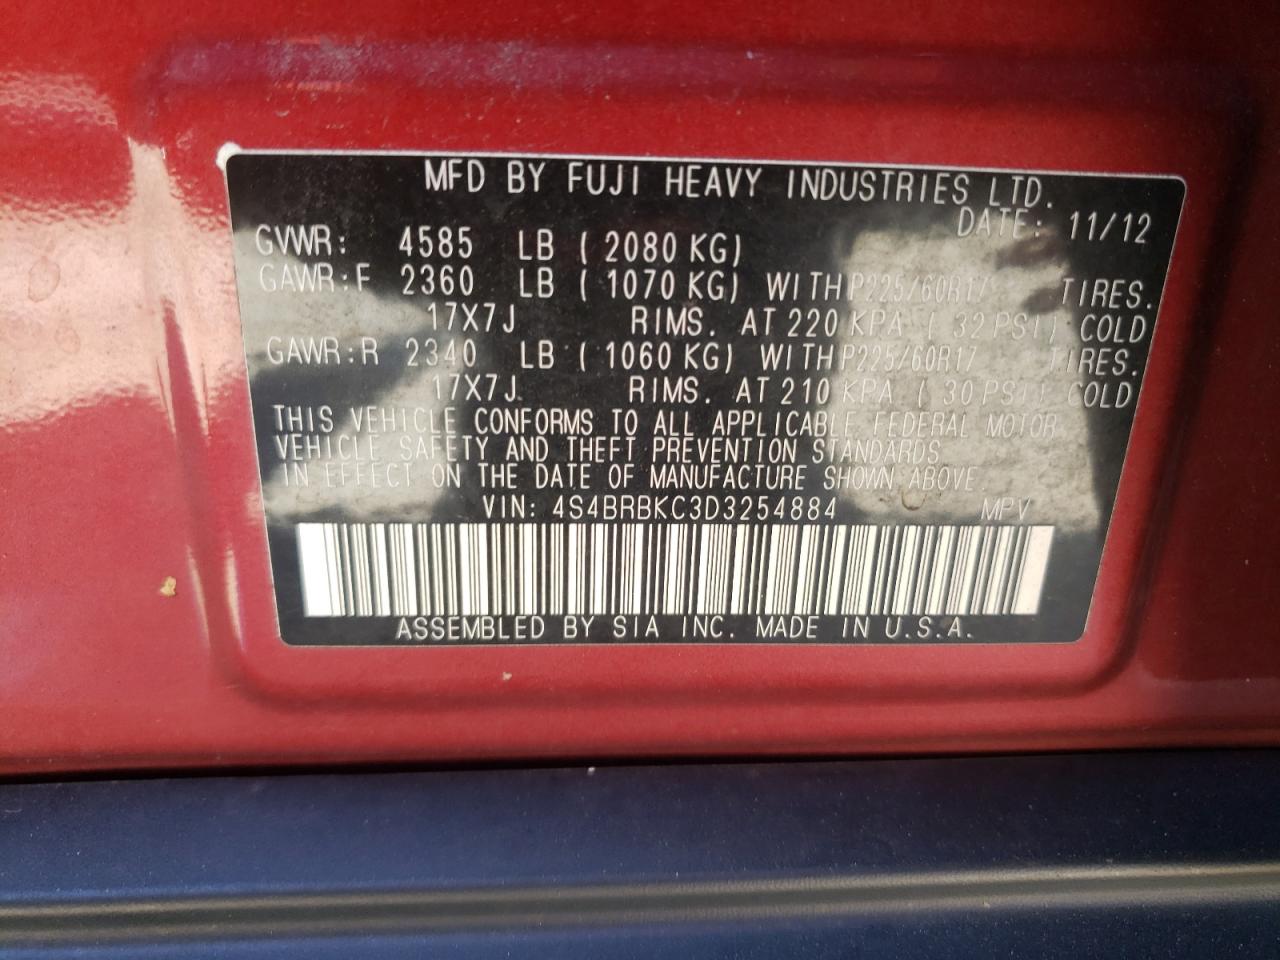 MFD BY FUJI HEAVY INDUSTRIES LTD.
DATE: 11/12
GVWR: 4585 LB ( 2080 KG)
GAWR:F 2360 LB ( 1070 KG) WITH P225/60R17 TIRES.
17X7J RIMS. AT 220 KPA ( 32 PSI) COLD
GAWR:R 2340 LB ( 1060 KG) WITH P225/60R17 TIRES.
17X7J RIMS. AT 210 KPA ( 30 PSI) COLD
THIS VEHICLE CONFORMS TO ALL APPLICABLE FEDERAL MOTOR
VEHICLE SAFETY AND THEFT PREVENTION STANDARDS
IN EFFECT ON THE DATE OF MANUFACTURE SHOWN ABOVE.
VIN: 4S4BRBKC3D3254884 MPV
ASSEMBLED BY SIA INC. MADE IN U.S.A.